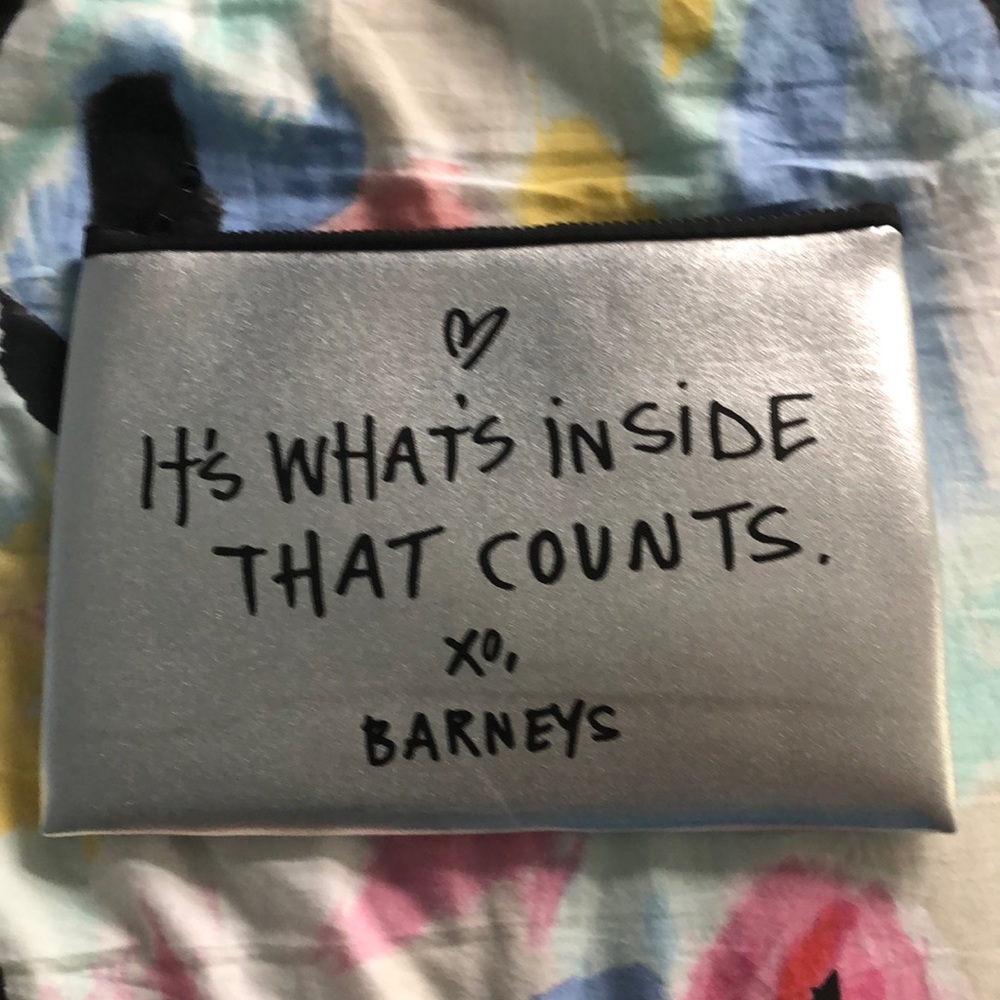 It's WHAT'S iNSiDE
THAT COUNTS.
xo,
BARNEYS